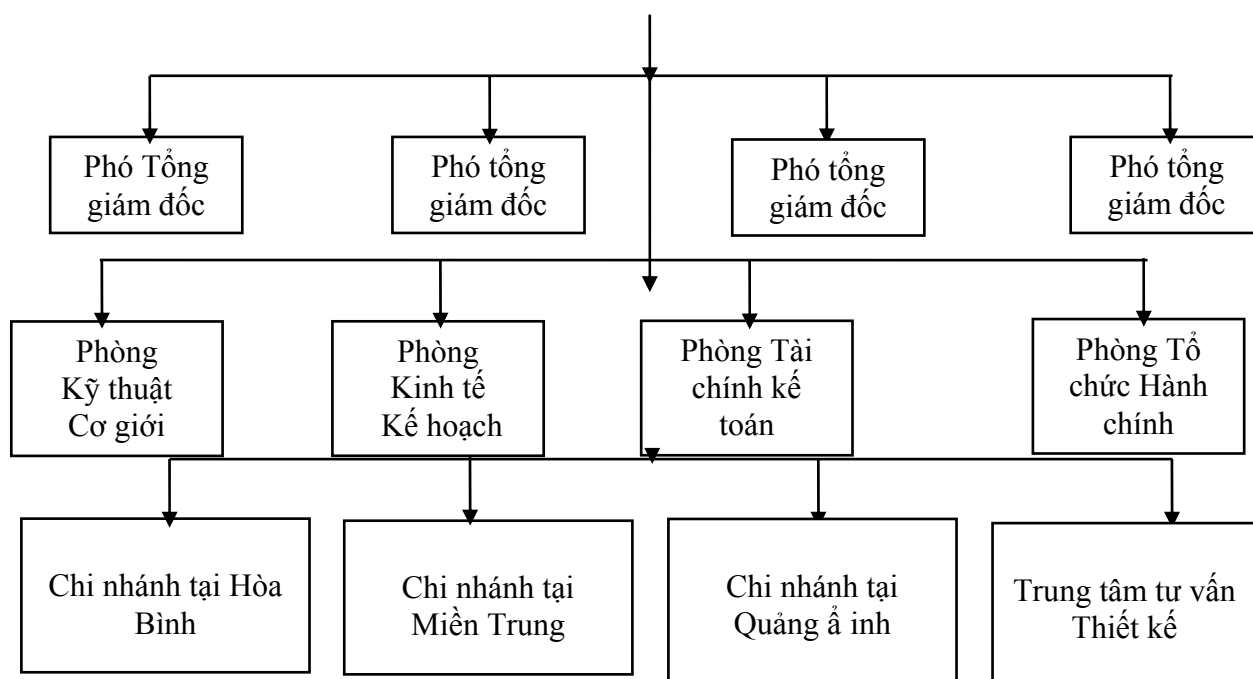 Phó Tổng
giám đốc
Phó tổng
giám đốc
Phó tổng
giám đốc
Phó tổng
giám đốc
Phòng
Kỹ thuật
Cơ giới
Phòng
Kinh tế
Kế hoạch
Phòng Tài
chính kế
toán
Phòng Tổ
chức Hành
chính
Chi nhánh tại Hòa
Bình
Chi nhánh tại
Miền Trung
Chi nhánh tại
Quảng ẩ inh
Trung tâm tư vấn
Thiết kế